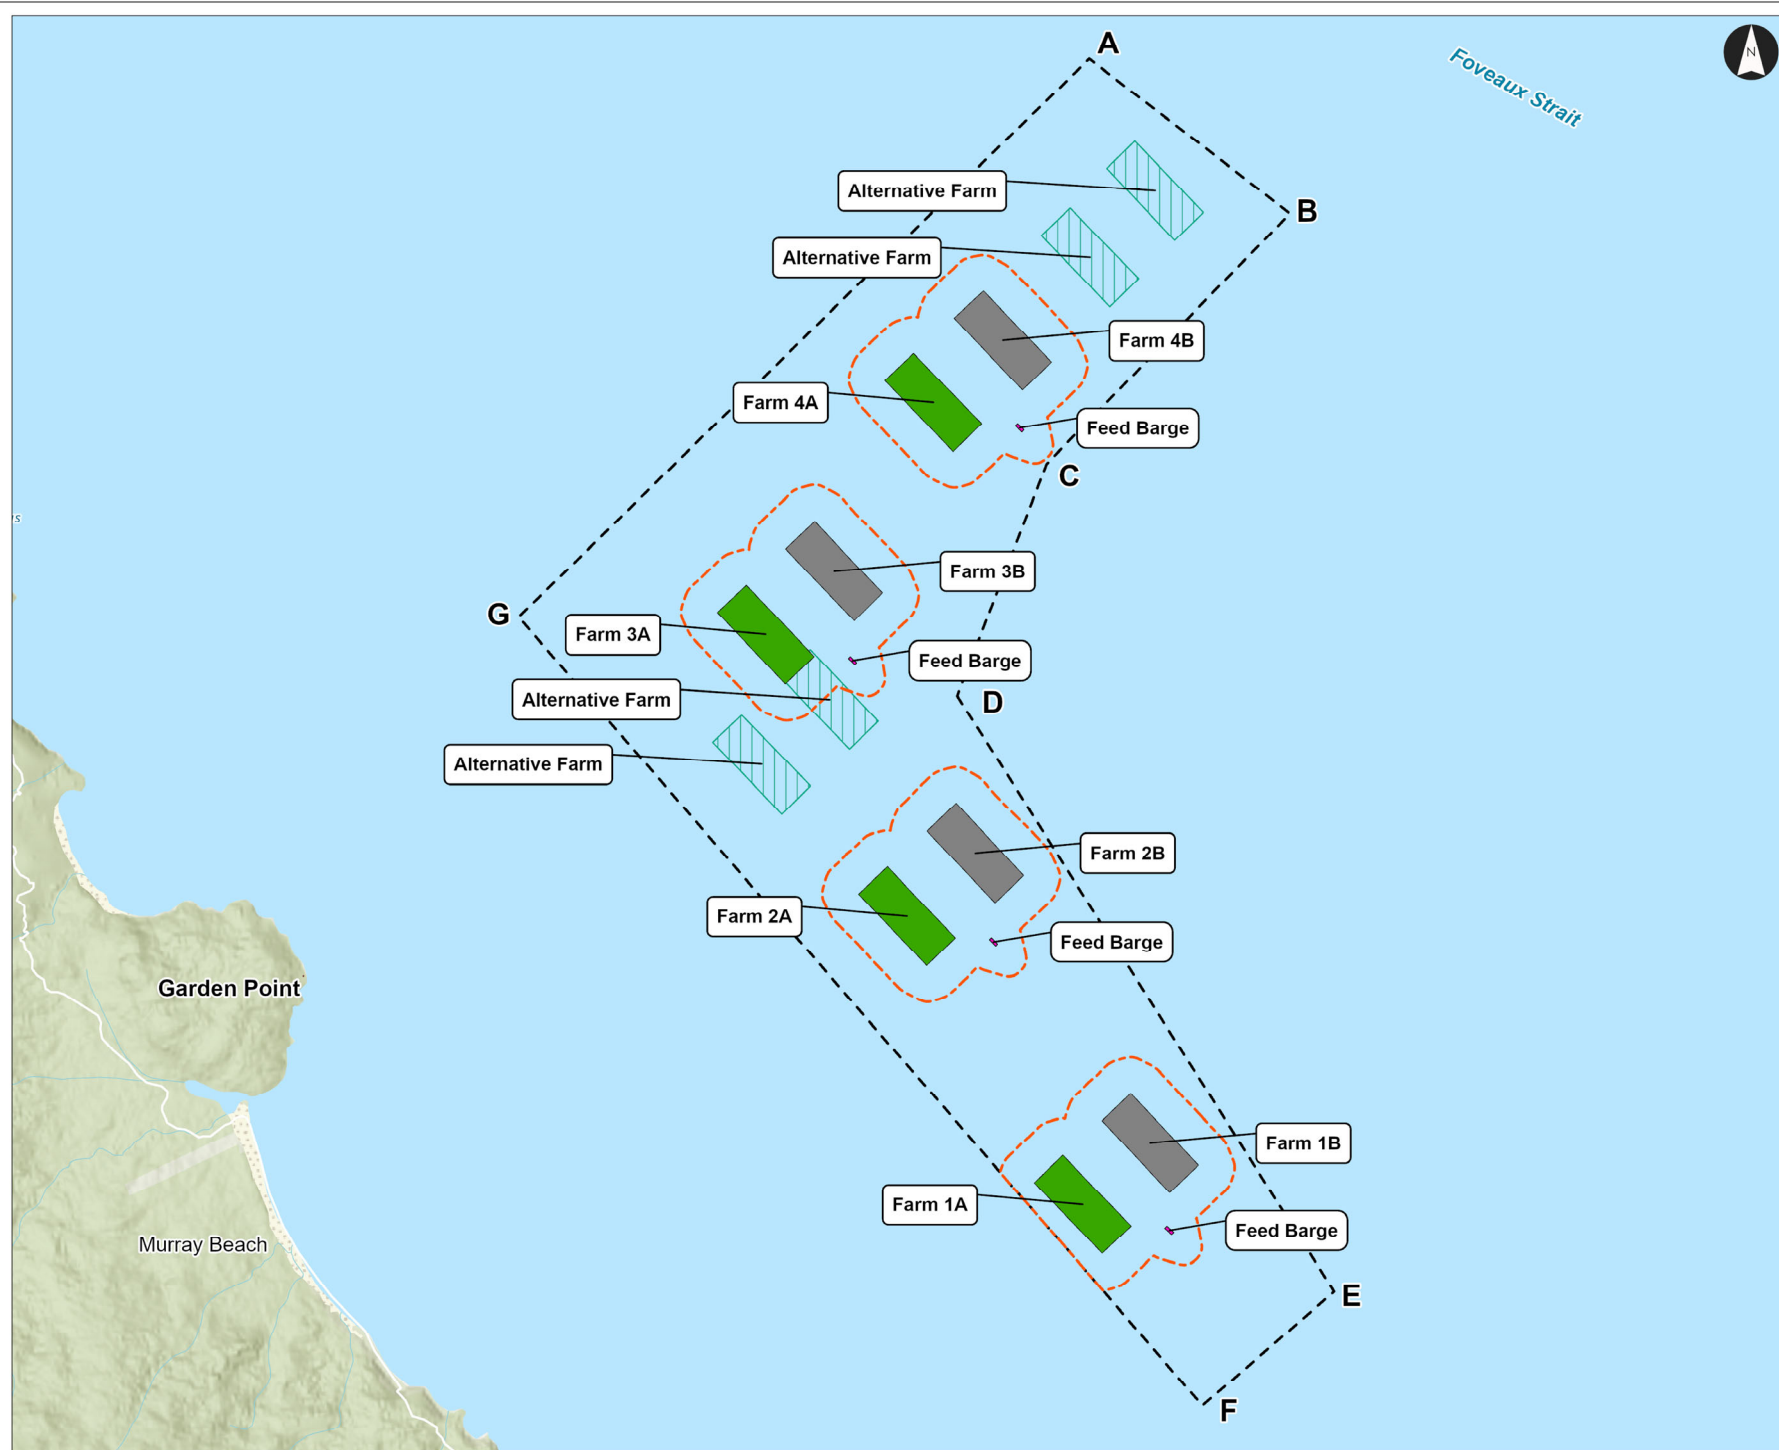 A
N
Foveaux Strait
Alternative Farm
B
Alternative Farm
Farm 4B
Farm 4A
Feed Barge
C
Farm 3B
G
Farm 3A
Feed Barge
Alternative Farm
D
Alternative Farm
Farm 2B
Farm 2A
Feed Barge
Garden Point
Farm 1B
Farm 1A
Feed Barge
Murray Beach
E
F